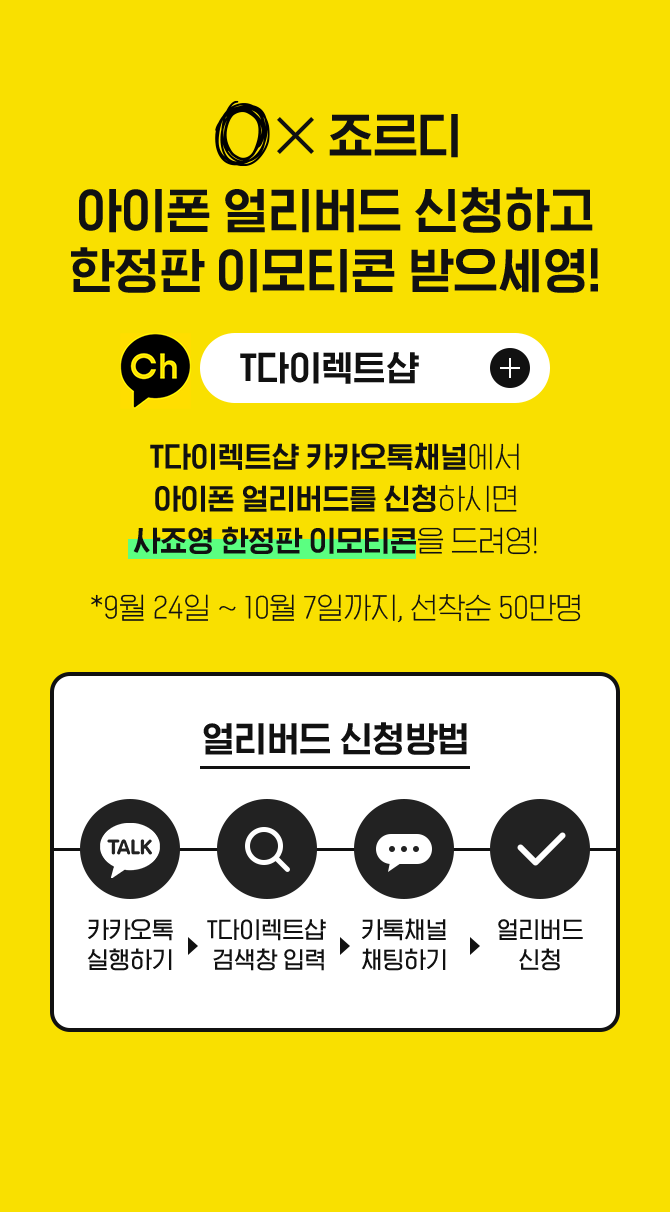 0 × 죠르디
아이폰 얼리버드 신청하고
한정판 이모티콘 받으세영!
Ch T다이렉트샵
T다이렉트샵 카카오톡채널에서
아이폰 얼리버드를 신청하시면
사죠영 한정판 이모티콘을 드려영!
*9월 24일 ~ 10월 7일까지, 선착순 50만명
얼리버드 신청방법
TALK
카카오톡
실행하기
T다이렉트샵
검색창 입력
카톡채널
채팅하기
얼리버드
신청